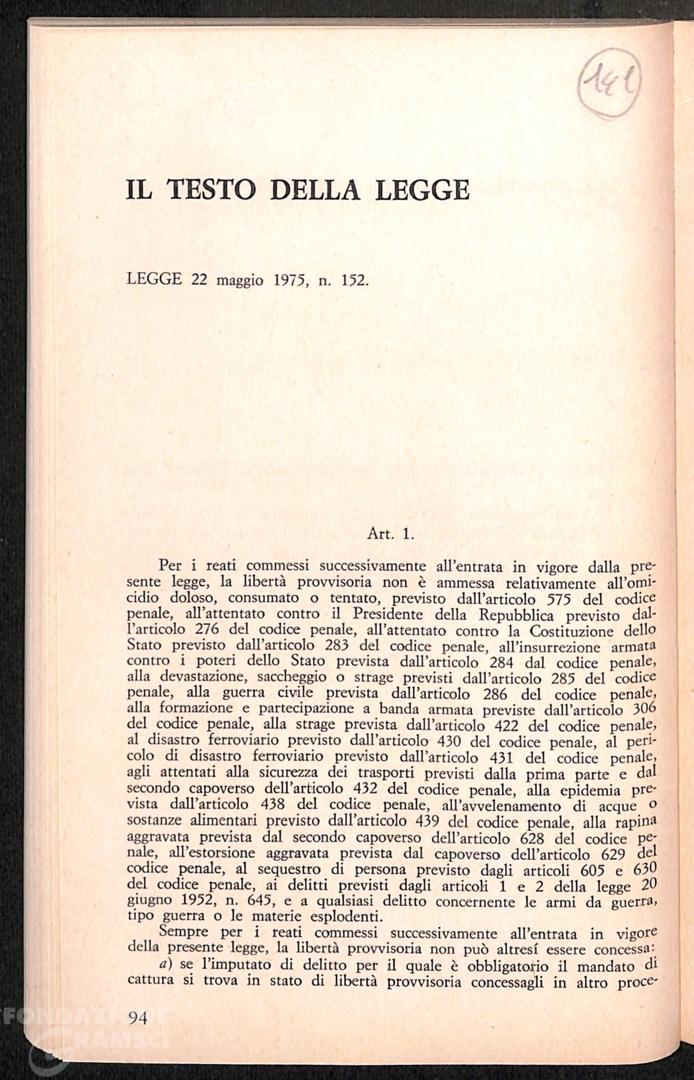 141
IL TESTO DELLA LEGGE
LEGGE 22 maggio 1975, n. 152.
Art. 1.
Per i reati commessi successivamente all'entrata in vigore dalla pre-
sente legge, la libertà provvisoria non è ammessa relativamente all'omi-
cidio doloso, consumato o tentato, previsto dall'articolo 575 del codice
penale, all'attentato contro il Presidente della Repubblica previsto dal-
l'articolo 276 del codice penale, all'attentato contro la Costituzione dello
Stato previsto dall'articolo 283 del codice penale, all'insurrezione armata
contro i poteri dello Stato prevista dall'articolo 284 dal codice penale,
alla devastazione, saccheggio o strage previsti dall'articolo 285 del codice
penale, alla guerra civile prevista dall'articolo 286 del codice penale,
alla formazione e partecipazione a banda armata previste dall'articolo 306
del codice penale, alla strage prevista dall'articolo 422 del codice penale,
al disastro ferroviario previsto dall'articolo 430 del codice penale, al peri-
colo di disastro ferroviario previsto dall'articolo 431 del codice penale,
agli attentati alla sicurezza dei trasporti previsti dalla prima parte e dal
secondo capoverso dell'articolo 432 del codice penale, alla epidemia pre-
vista dall'articolo 438 del codice penale, all'avvelenamento di acque o
sostanze alimentari previsto dall'articolo 439 del codice penale, alla rapina
aggravata prevista dal secondo capoverso dell'articolo 628 del codice pe-
nale, all'estorsione aggravata prevista dal capoverso dell'articolo 629 del
codice penale, al sequestro di persona previsto dagli articoli 605 e 630
del codice penale, ai delitti previsti dagli articoli 1 e 2 della legge 20
giugno 1952, n. 645, e a qualsiasi delitto concernente le armi da guerra,
tipo guerra o le materie esplodenti.
Sempre per i reati commessi successivamente all'entrata in vigore
della presente legge, la libertà provvisoria non può altresí essere concessa:
a) se l'imputato di delitto per il quale è obbligatorio il mandato di
cattura si trova in stato di libertà provvisoria concessagli in altro proce-
94
FONDAZIONE
GRAMSCI